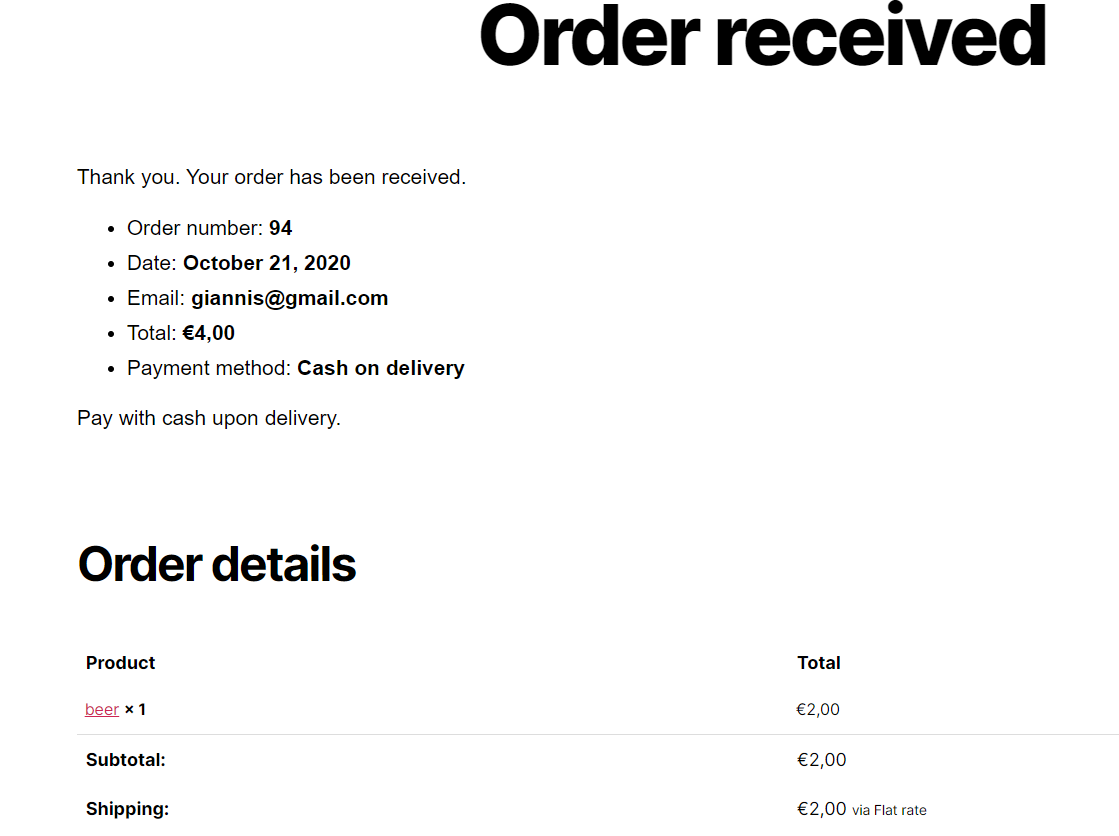 Order received
Thank you. Your order has been received.
• Order number: 94
• Date: October 21, 2020
• Email: giannis@gmail.com
• Total: €4,00
• Payment method: Cash on delivery
Pay with cash upon delivery.
Order details
Product Total
beer × 1 €2,00
Subtotal: €2,00
Shipping: €2,00 via Flat rate